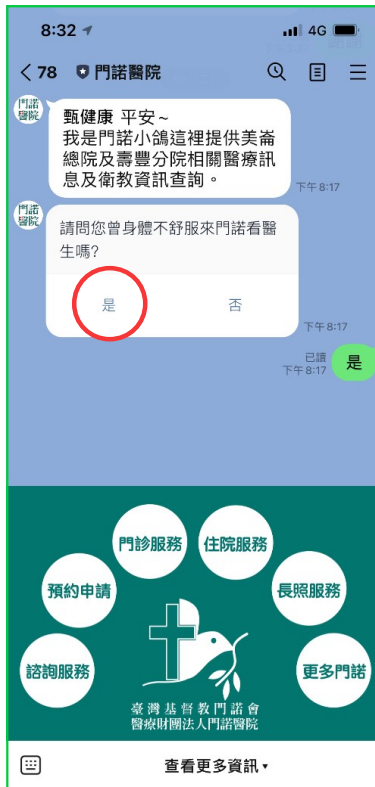 8:32
4G
78
門諾醫院
門諾
醫院
甄健康 平安~
我是門諾小鴿這裡提供美崙
總院及壽豐分院相關醫療訊
息及衛教資訊查詢。
下午 8:17
門諾
醫院
請問您曾身體不舒服來門諾看醫
生嗎?
是 否
下午 8:17
已讀
下午 8:17
是
門診服務 住院服務
預約申請 長照服務
諮詢服務 更多門諾
臺灣基督教門諾會
醫療財團法人門諾醫院
查看更多資訊